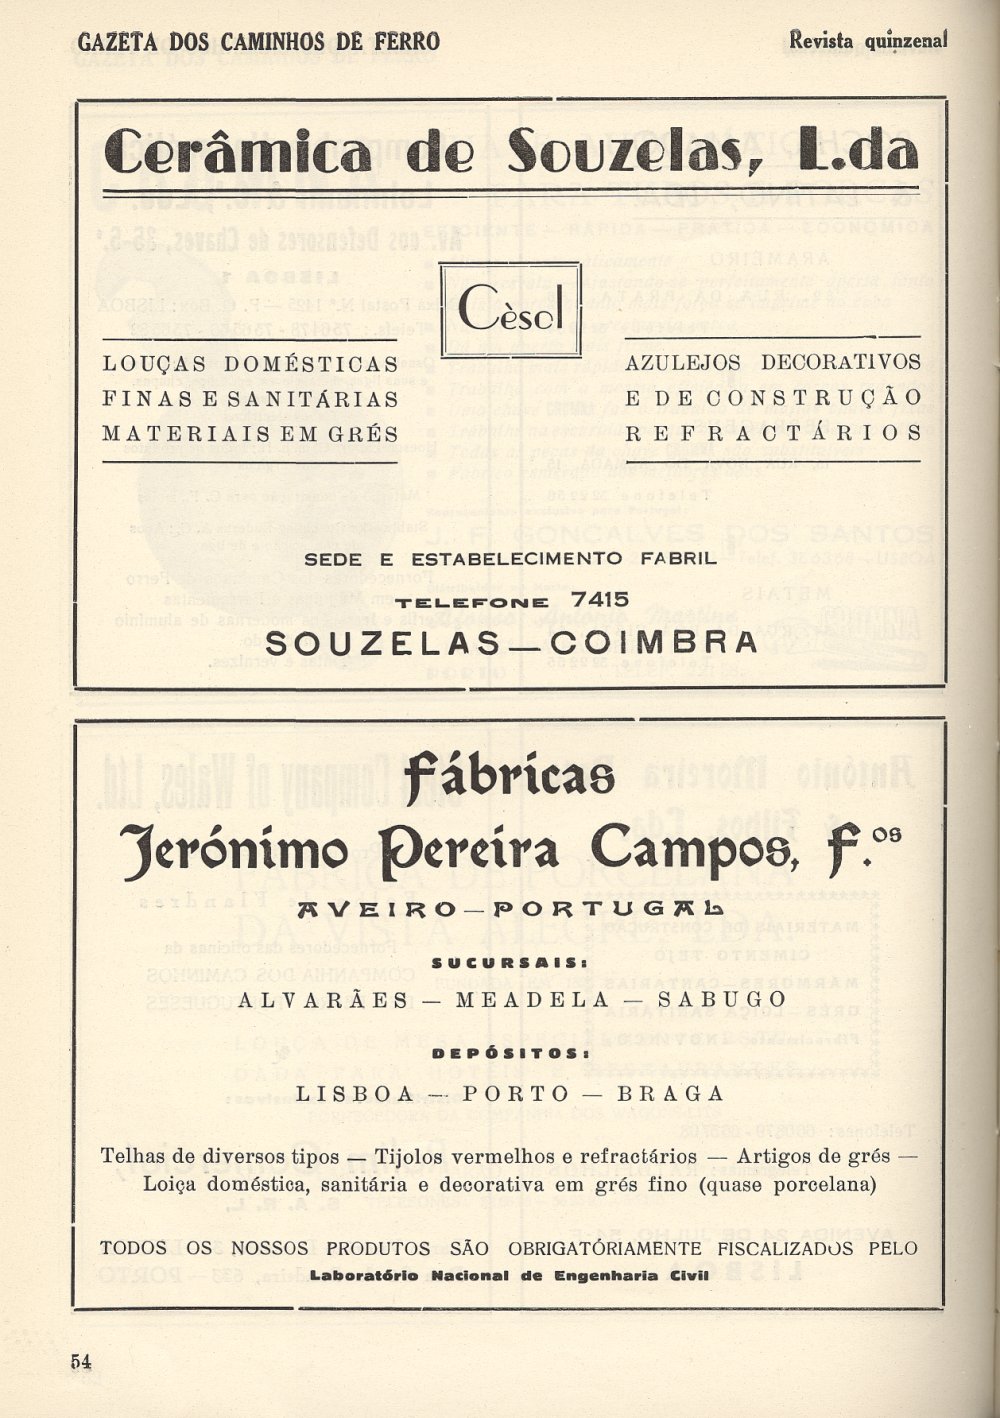 GAZETA DOS CAMINHOS DE FERRO
Revista quinzenal
Cerâmica de Souzelas, L.da
Cèsol
LOUÇAS DOMÉSTICAS
FINAS E SANITÁRIAS
MATERIAIS EM GRÉS
AZULEJOS DECORATIVOS
E DE CONSTRUÇÃO
REFRACTÁRIOS
SEDE E ESTABELECIMENTO FABRIL
TELEFONE 7415
SOUZELAS — COIMBRA
Fábricas
Jerónimo Pereira Campos, F.os
AVEIRO — PORTUGAL
SUCURSAIS:
ALVARÃES — MEADELA — SABUGO
DEPÓSITOS:
LISBOA — PORTO — BRAGA
Telhas de diversos tipos — Tijolos vermelhos e refractários — Artigos de grés —
Loiça doméstica, sanitária e decorativa em grés fino (quase porcelana)
TODOS OS NOSSOS PRODUTOS SÃO OBRIGATÓRIAMENTE FISCALIZADOS PELO
Laboratório Nacional de Engenharia Civil
54